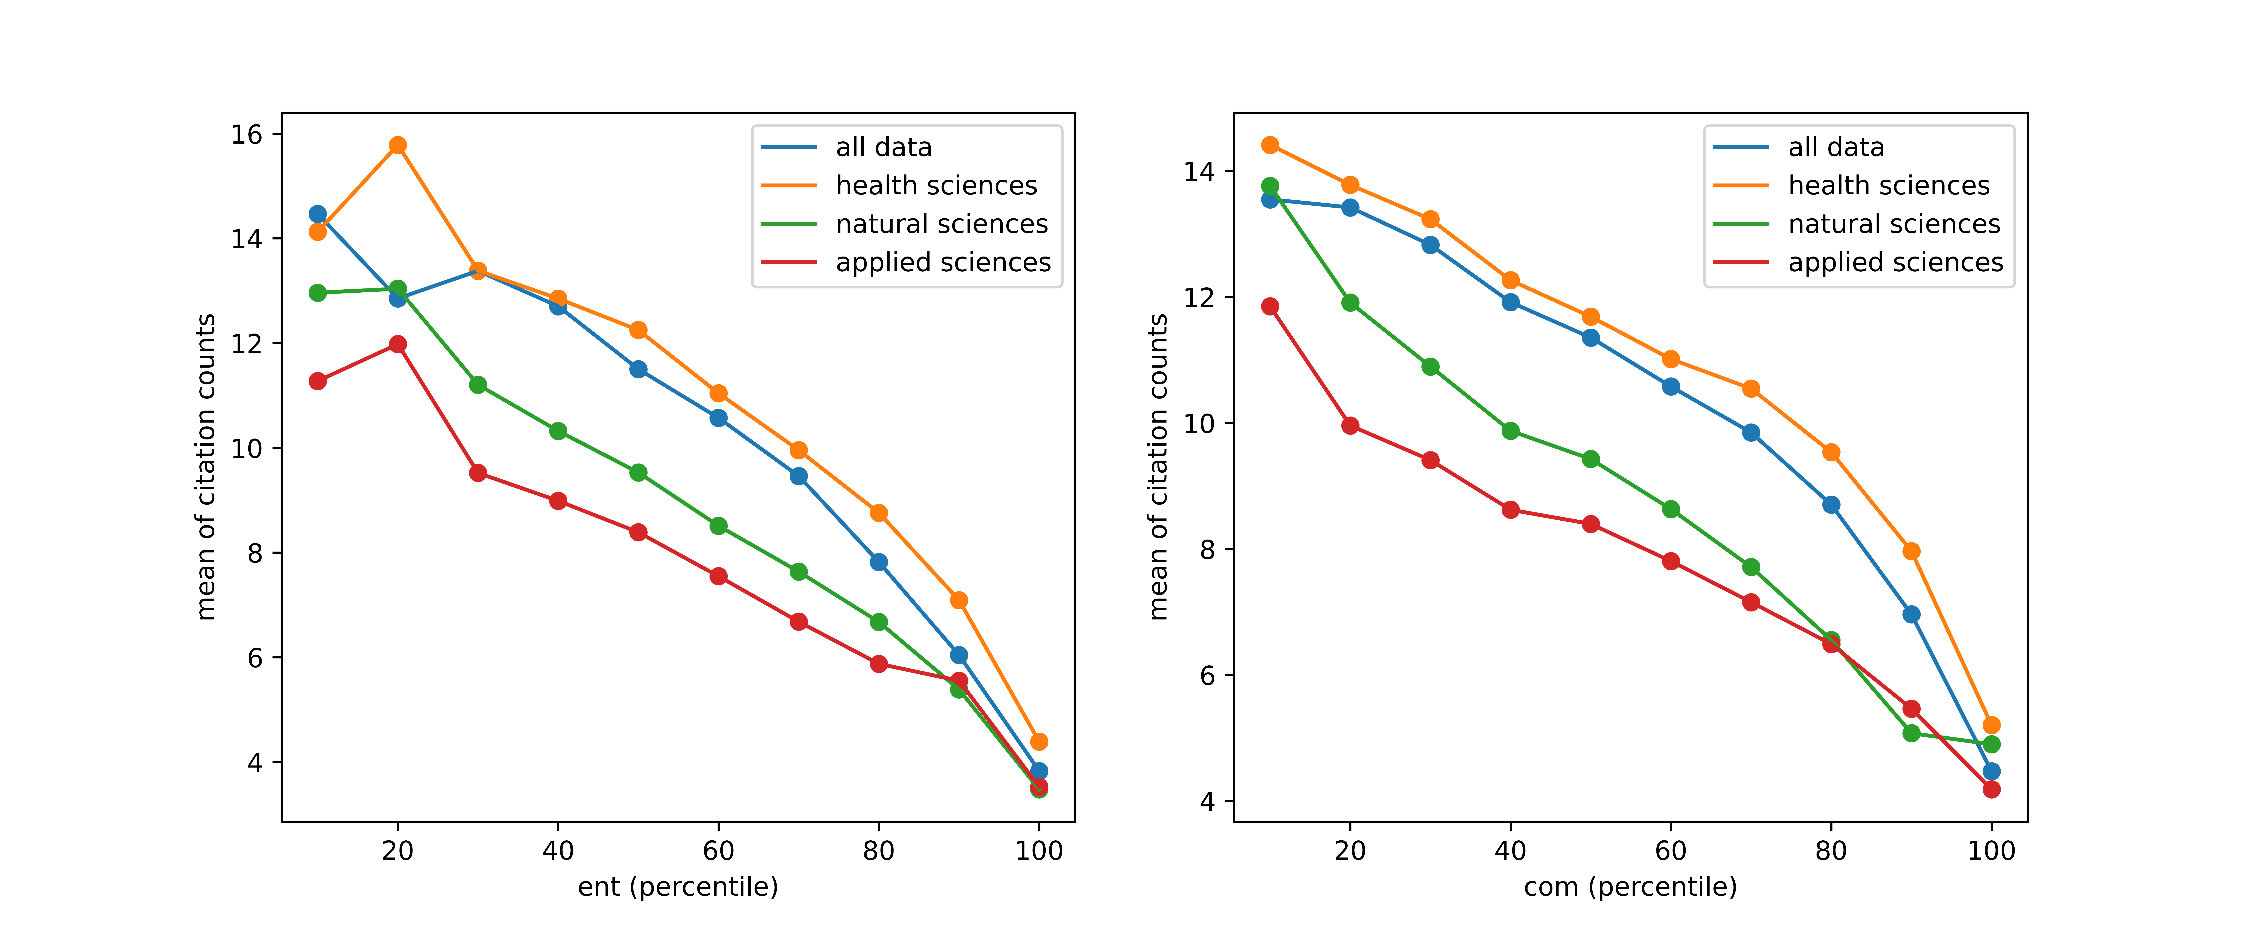 16
14
12
10
8
6
4
mean of citation counts
20 40 60 80 100
ent (percentile)
all data
health sciences
natural sciences
applied sciences
14
12
10
8
6
4
mean of citation counts
20 40 60 80 100
com (percentile)
all data
health sciences
natural sciences
applied sciences